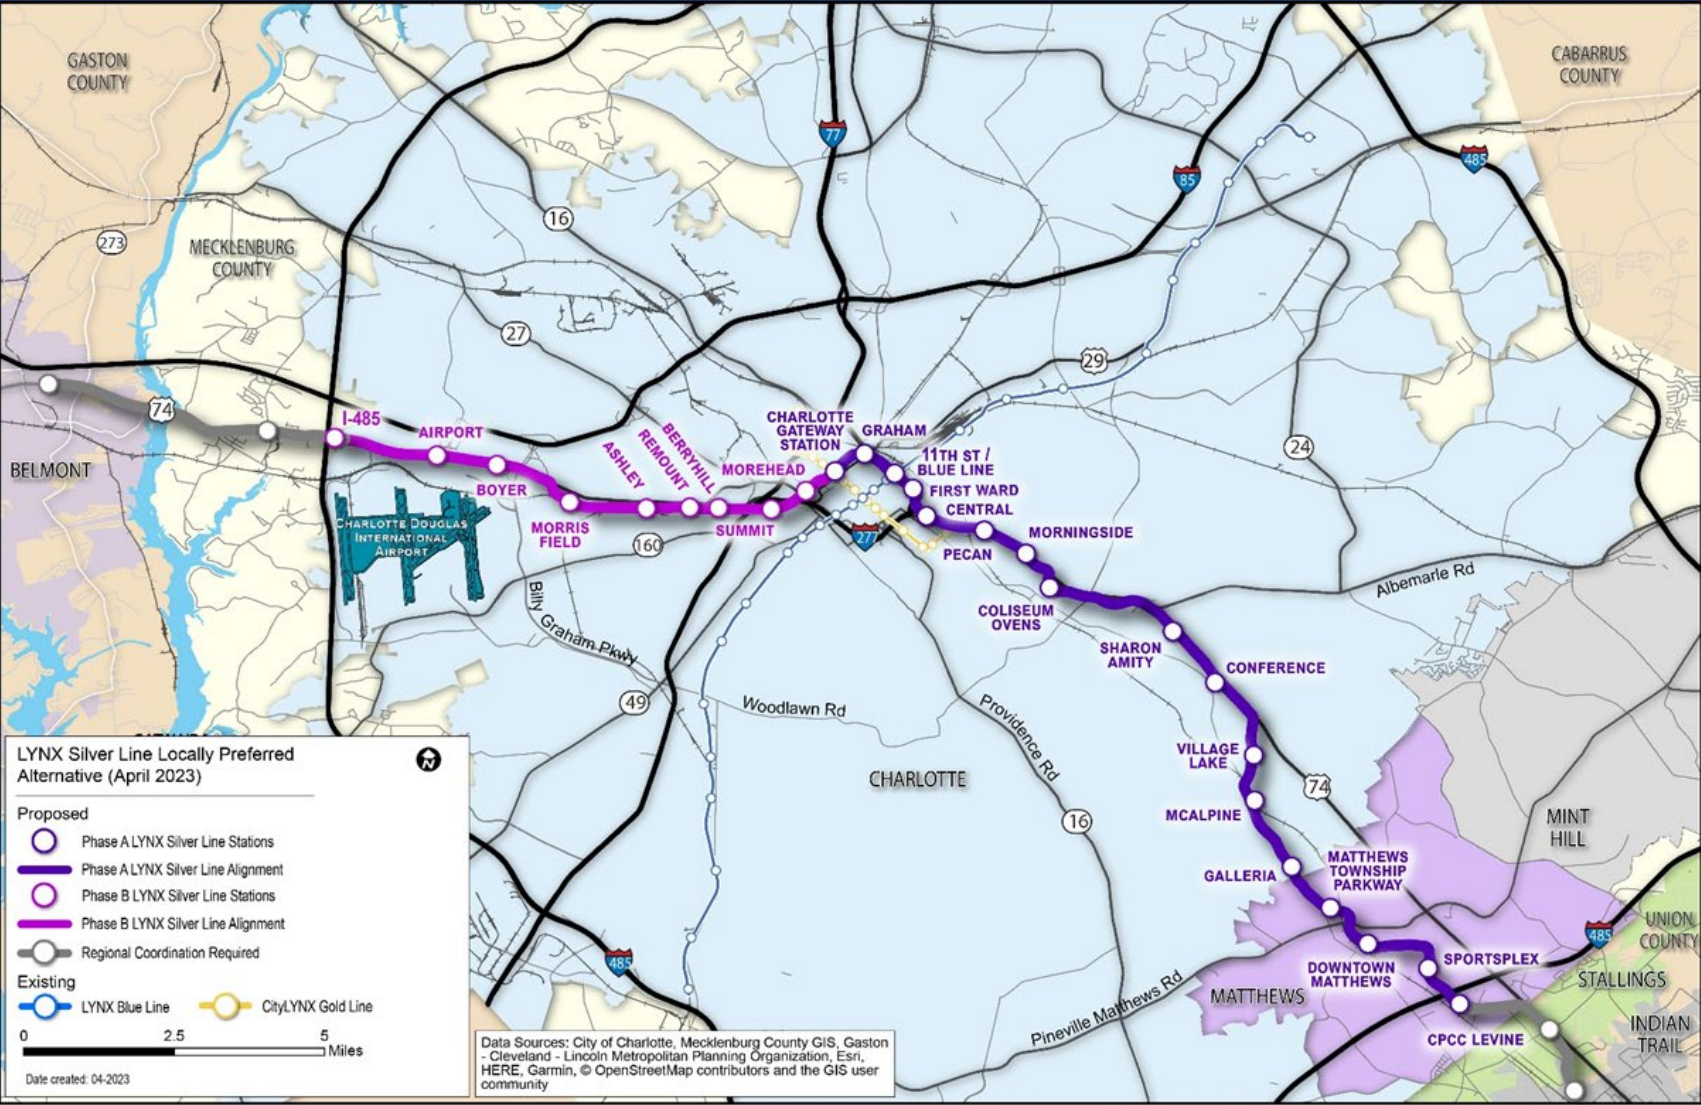 GASTON
COUNTY
CABARRUS
COUNTY
77
485
85
16
273
MECKLENBURG
COUNTY
27
29
74
I-485
AIRPORT
BOYER
MORRIS
FIELD
ASHLEY
REMOUNT
BERRYHILL
SUMMIT
MOREHEAD
CHARLOTTE
GATEWAY
STATION
GRAHAM
11TH ST /
BLUE LINE
FIRST WARD
CENTRAL
PECAN
MORNINGSIDE
24
BELMONT
CHARLOTTE DOUGLAS
INTERNATIONAL
AIRPORT
160
277
COLISEUM
OVENS
Albemarle Rd
Billy Graham Pkwy
SHARON
AMITY
CONFERENCE
49
Woodlawn Rd
Providence Rd
VILLAGE
LAKE
CHARLOTTE
74
MCALPINE
16
MINT
HILL
GALLERIA
MATTHEWS
TOWNSHIP
PARKWAY
UNION
COUNTY
485
485
SPORTSPLEX
DOWNTOWN
MATTHEWS
STALLINGS
MATTHEWS
Pineville Matthews Rd
CPCC LEVINE
INDIAN
TRAIL
LYNX Silver Line Locally Preferred
Alternative (April 2023)
N
Proposed
Phase A LYNX Silver Line Stations
Phase A LYNX Silver Line Alignment
Phase B LYNX Silver Line Stations
Phase B LYNX Silver Line Alignment
Regional Coordination Required
Existing
LYNX Blue Line
CityLYNX Gold Line
0 2.5 5
Miles
Date created: 04-2023
Data Sources: City of Charlotte, Mecklenburg County GIS, Gaston
- Cleveland - Lincoln Metropolitan Planning Organization, Esri,
HERE, Garmin, © OpenStreetMap contributors and the GIS user
community